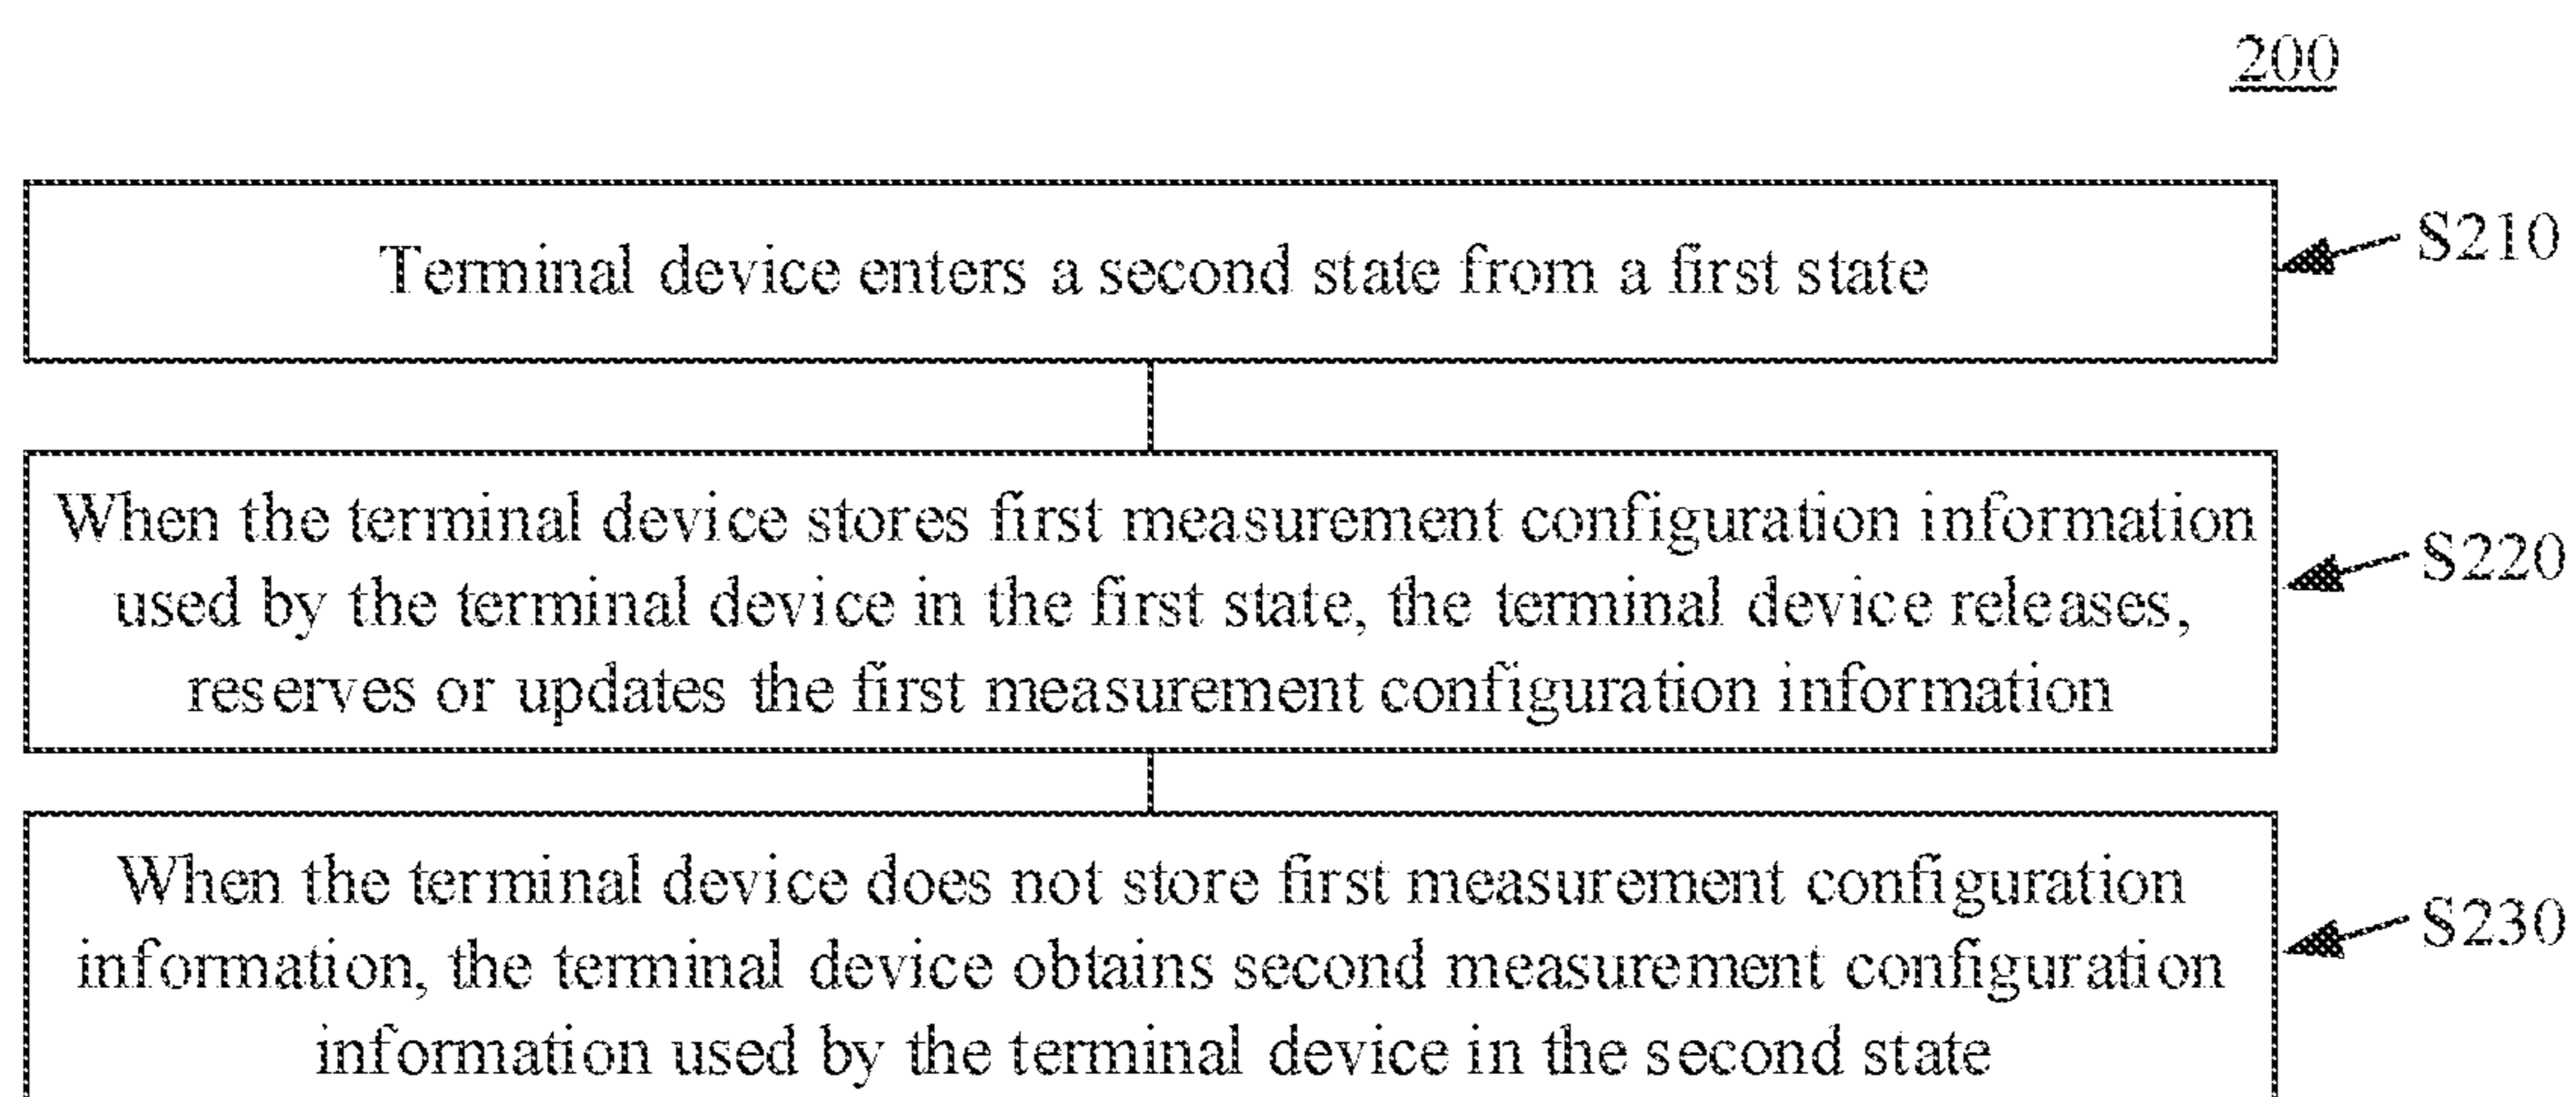 200
Terminal device enters a second state from a first state
S210
When the terminal device stores first measurement configuration information
used by the terminal device in the first state, the terminal device releases,
reserves or updates the first measurement configuration information
S220
When the terminal device does not store first measurement configuration
information, the terminal device obtains second measurement configuration
information used by the terminal device in the second state
S230